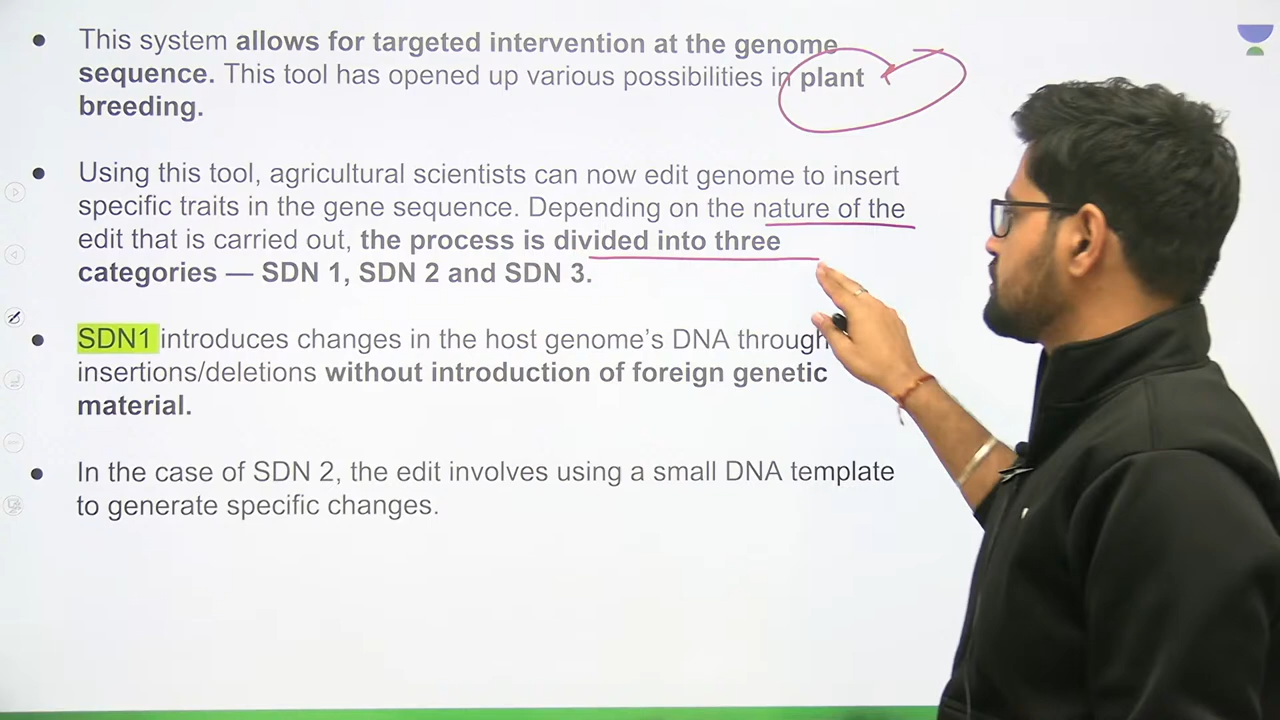 This system allows for targeted intervention at the genome
sequence. This tool has opened up various possibilities in plant
breeding.
Using this tool, agricultural scientists can now edit genome to insert
specific traits in the gene sequence. Depending on the nature of the
edit that is carried out, the process is divided into three
categories — SDN 1, SDN 2 and SDN 3.
SDN1 introduces changes in the host genome’s DNA through
insertions/deletions without introduction of foreign genetic
material.
In the case of SDN 2, the edit involves using a small DNA template
to generate specific changes.